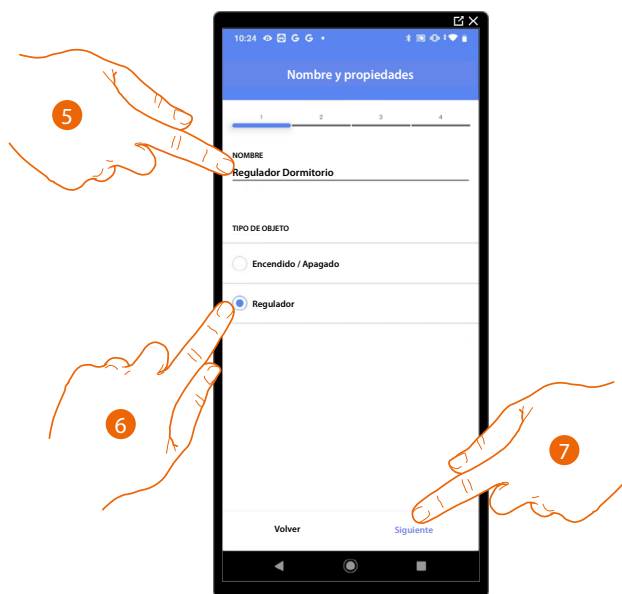 10:24 G G
Nombre y propiedades
1 2 3 4
NOMBRE
5
Regulador Dormitorio
TIPO DE OBJETO
Encendido / Apagado
Regulador
6
7
Volver Siguiente